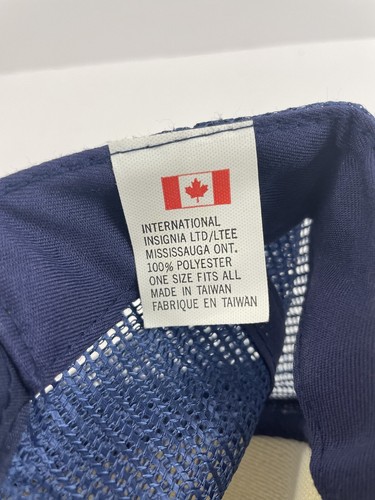 INTERNATIONAL
INSIGNIA LTD/LTEE
MISSISSAUGA ONT.
100% POLYESTER
ONE SIZE FITS ALL
MADE IN TAIWAN
FABRIQUE EN TAIWAN